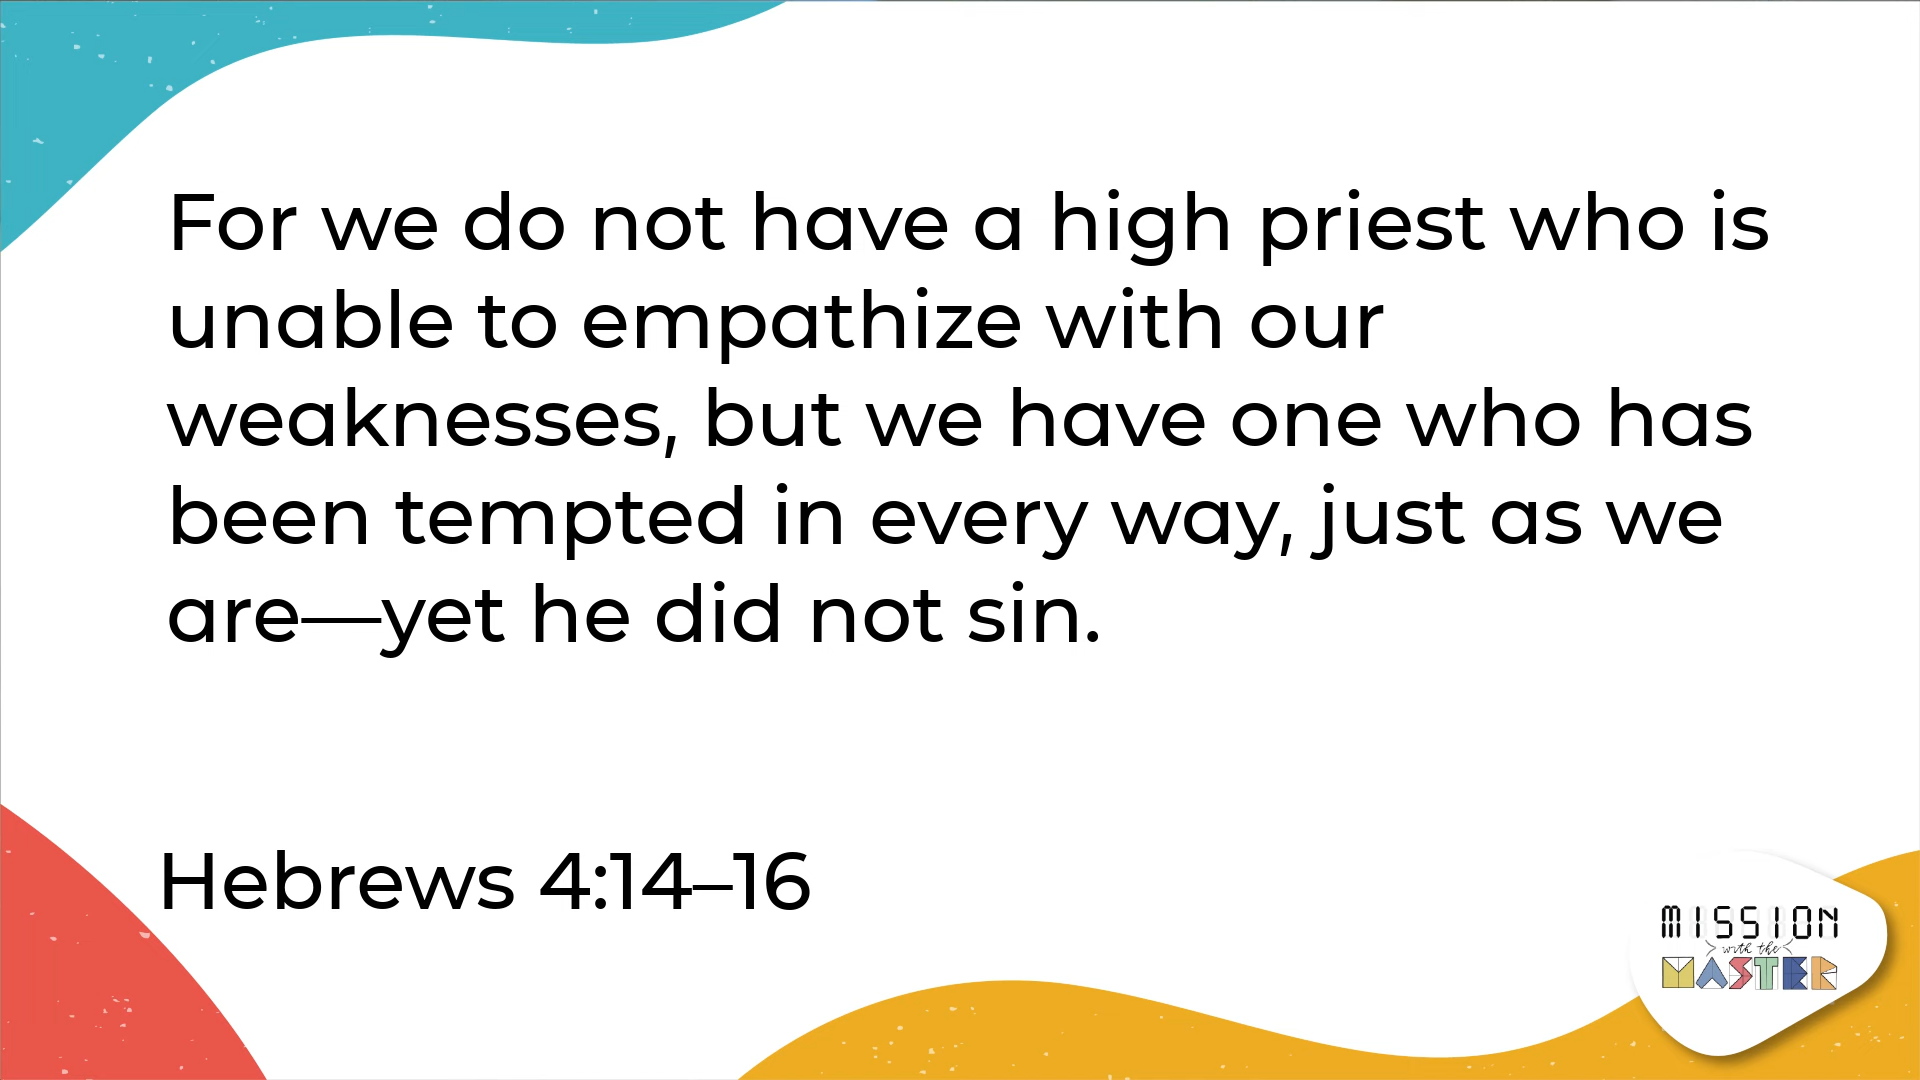 For we do not have a high priest who is
unable to empathize with our
weaknesses, but we have one who has
been tempted in every way, just as we
are—yet he did not sin.
Hebrews 4:14–16
MISSION
with the
MASTER